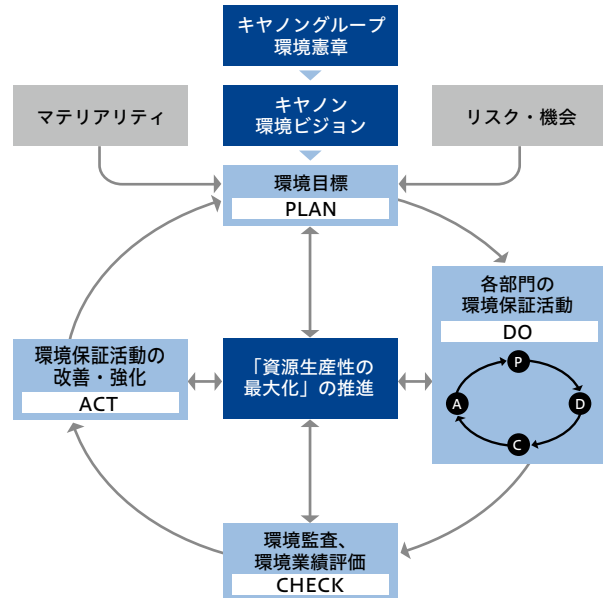 キヤノングループ
環境憲章
マテリアリティ
キヤノン
環境ビジョン
リスク・機会
環境目標
PLAN
各部門の
環境保証活動
DO
P
A
D
C
環境保証活動の
改善・強化
ACT
「資源生産性の
最大化」の推進
環境監査、
環境業績評価
CHECK